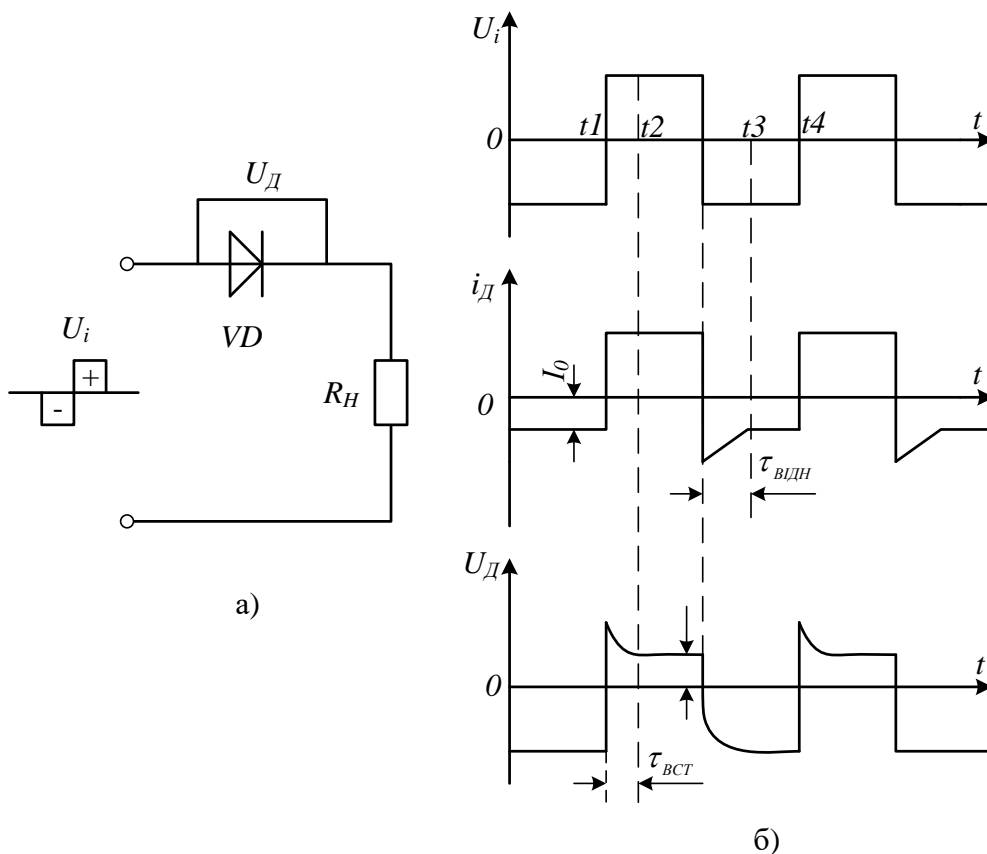 U_Д
U_i
+
-
VD
R_H
а)
U_i
t1
t2
t3
t4
t
0
i_Д
I_0
t
0
τ_ВІДН
U_Д
t
0
τ_ВСТ
б)